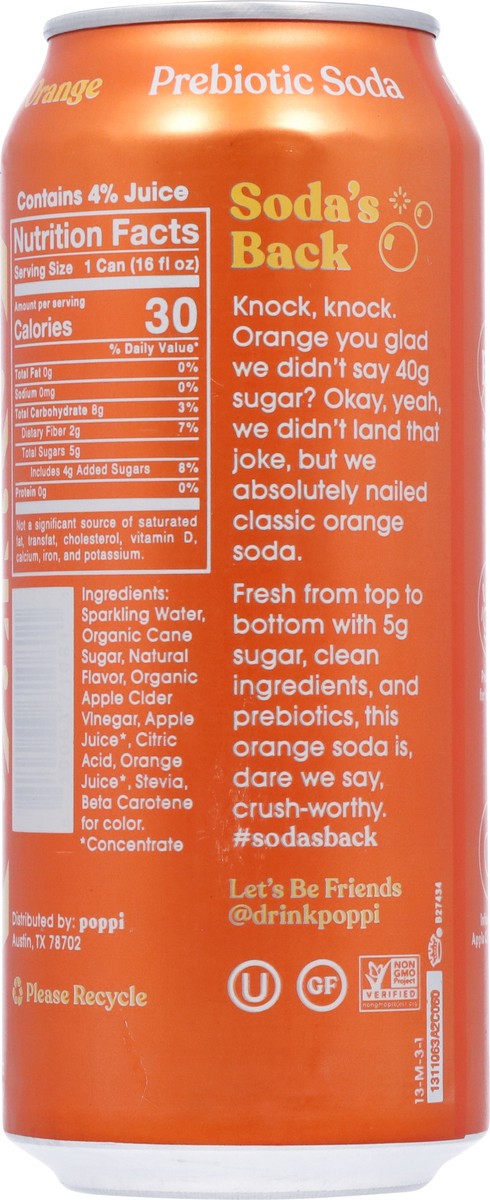 Orange
Prebiotic Soda
Contains 4% Juice
Nutrition Facts
Serving Size 1 Can (16 fl oz)
Amount per serving
Calories 30
% Daily Value*
Total Fat 0g 0%
Sodium 0mg 0%
Total Carbohydrate 8g 3%
Dietary Fiber 2g 7%
Total Sugars 5g
Includes 4g Added Sugars 8%
Protein 0g 0%
Not a significant source of saturated
fat, transfat, cholesterol, vitamin D,
calcium, iron, and potassium.
Ingredients:
Sparkling Water,
Organic Cane
Sugar, Natural
Flavor, Organic
Apple Cider
Vinegar, Apple
Juice*, Citric
Acid, Orange
Juice*, Stevia,
Beta Carotene
for color.
*Concentrate
Distributed by: poppi
Austin, TX 78702
Please Recycle
Soda's
Back
Knock, knock.
Orange you glad
we didn't say 40g
sugar? Okay, yeah,
we didn't land that
joke, but we
absolutely nailed
classic orange
soda.
Fresh from top to
bottom with 5g
sugar, clean
ingredients, and
prebiotics, this
orange soda is,
dare we say,
crush-worthy.
#sodasback
Let's Be Friends
@drinkpoppi
U
GF
NON
GMO
Project
VERIFIED
nongmoproject.org
13-M-3-1
B27434